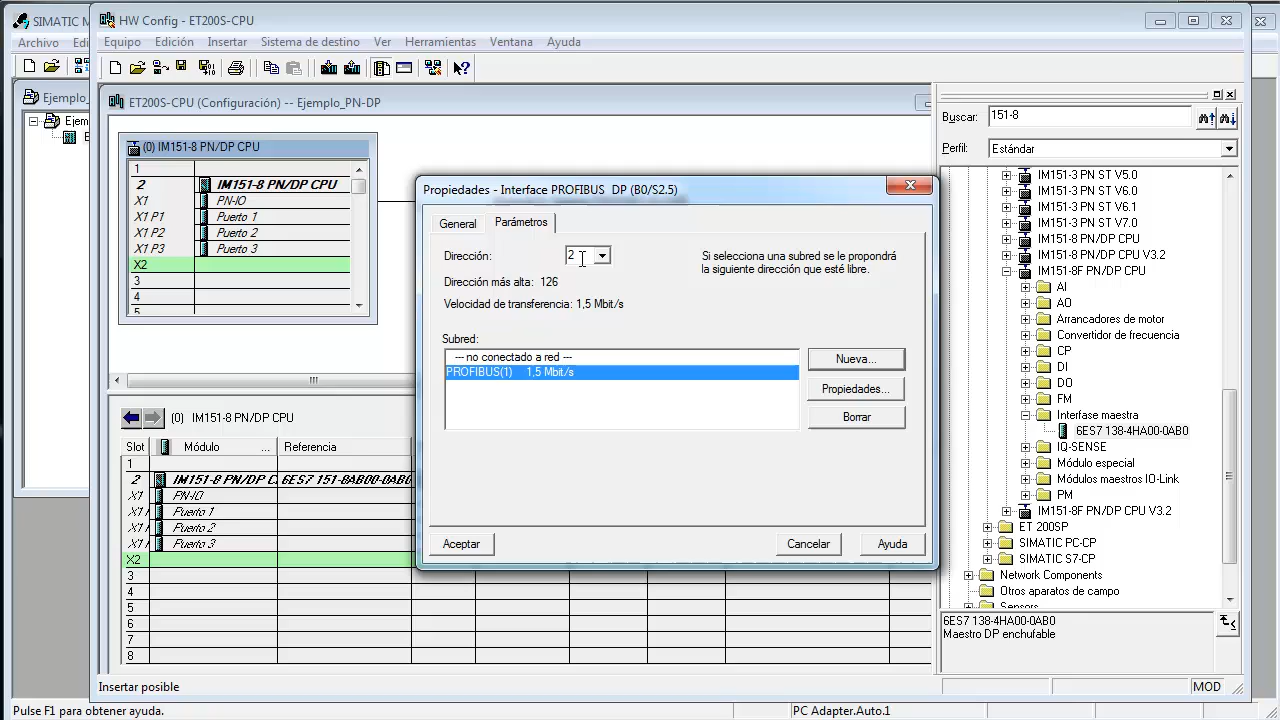 SIMATIC M
HW Config - ET200S-CPU
Archivo Edi
Equipo Edición Insertar Sistema de destino Ver Herramientas Ventana Ayuda
Ejemplo_
ET200S-CPU (Configuración) -- Ejemplo_PN-DP
Ejem
E
(0) IM151-8 PN/DP CPU
1
2 IM151-8 PN/DP CPU
X1 PN-IO
X1 P1 Puerto 1
X1 P2 Puerto 2
X1 P3 Puerto 3
X2
3
4
5
Propiedades - Interface PROFIBUS DP (B0/S2.5)
General Parámetros
Dirección: 2
Si selecciona una subred se le propondrá
la siguiente dirección que esté libre.
Dirección más alta: 126
Velocidad de transferencia: 1,5 Mbit/s
Subred:
--- no conectado a red ---
PROFIBUS(1) 1,5 Mbit/s
Nueva...
Propiedades...
Borrar
Aceptar Cancelar Ayuda
(0) IM151-8 PN/DP CPU
Slot Módulo ... Referencia
1
2 IM151-8 PN/DP C 6ES7 151-8AB00-0AB0
X1 PN-IO
X1 Puerto 1
X1 Puerto 2
X1 Puerto 3
X2
3
4
5
6
7
8
Buscar: 151-8
Perfil: Estándar
IM151-3 PN ST V5.0
IM151-3 PN ST V6.0
IM151-3 PN ST V6.1
IM151-3 PN ST V7.0
IM151-8 PN/DP CPU
IM151-8 PN/DP CPU V3.2
IM151-8F PN/DP CPU
AI
AO
Arrancadores de motor
Convertidor de frecuencia
CP
DI
DO
FM
Interfase maestra
6ES7 138-4HA00-0AB0
IQ-SENSE
Módulo especial
Módulos maestros IO-Link
PM
IM151-8F PN/DP CPU V3.2
ET 200SP
SIMATIC PC-CP
SIMATIC S7-CP
Network Components
Otros aparatos de campo
Sensors
6ES7 138-4HA00-0AB0
Maestro DP enchufable
Insertar posible
MOD
Pulse F1 para obtener ayuda.
PC Adapter.Auto.1